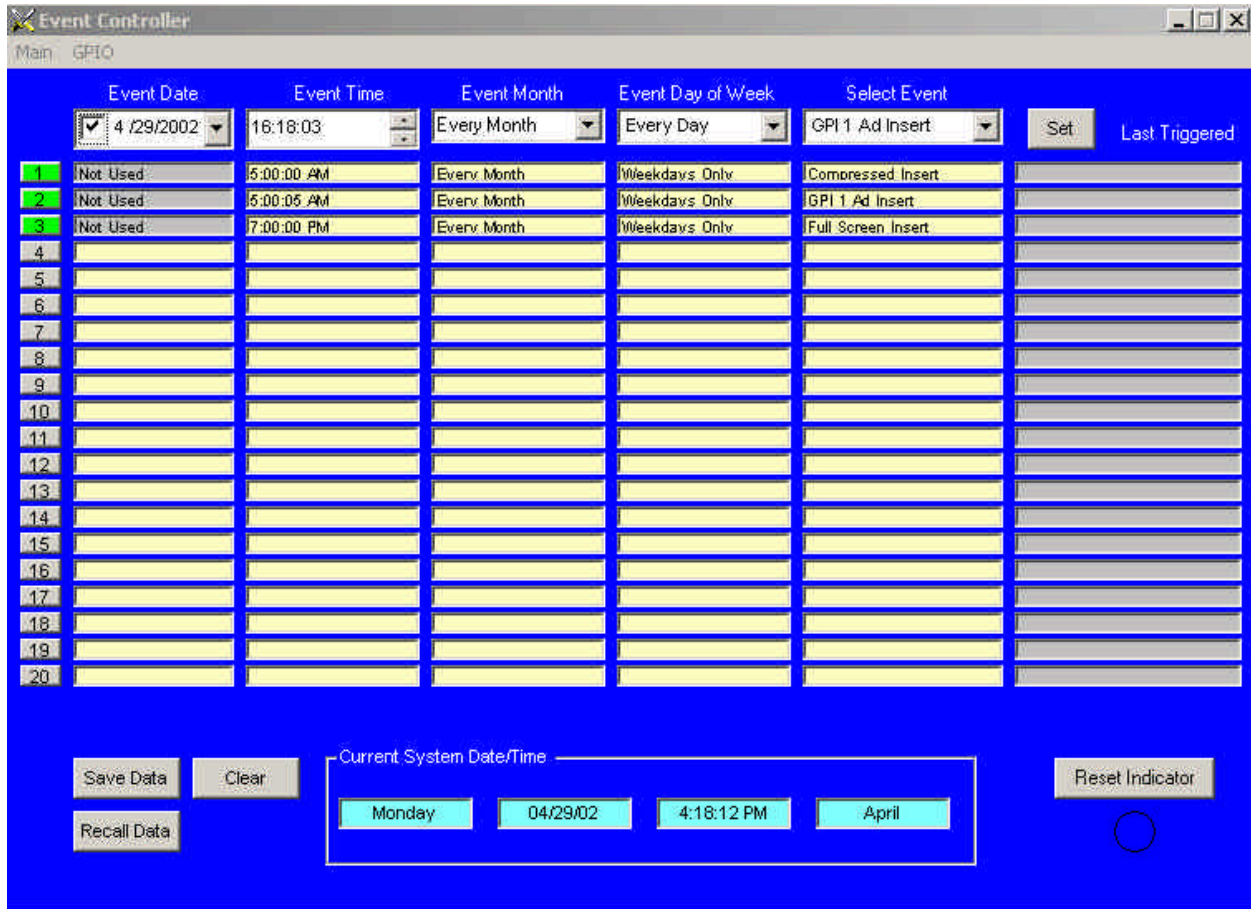 Event Controller
Main GPIO
Event Date Event Time Event Month Event Day of Week Select Event
4 /29/2002 16:18:03 Every Month Every Day GPI 1 Ad Insert Set Last Triggered
1 Not Used 5:00:00 AM Every Month Weekdays Only Compressed Insert
2 Not Used 5:00:05 AM Every Month Weekdays Only GPI 1 Ad Insert
3 Not Used 7:00:00 PM Every Month Weekdays Only Full Screen Insert
4
5
6
7
8
9
10
11
12
13
14
15
16
17
18
19
20
Current System Date/Time
Save Data Clear Reset Indicator
Monday 04/29/02 4:18:12 PM April
Recall Data